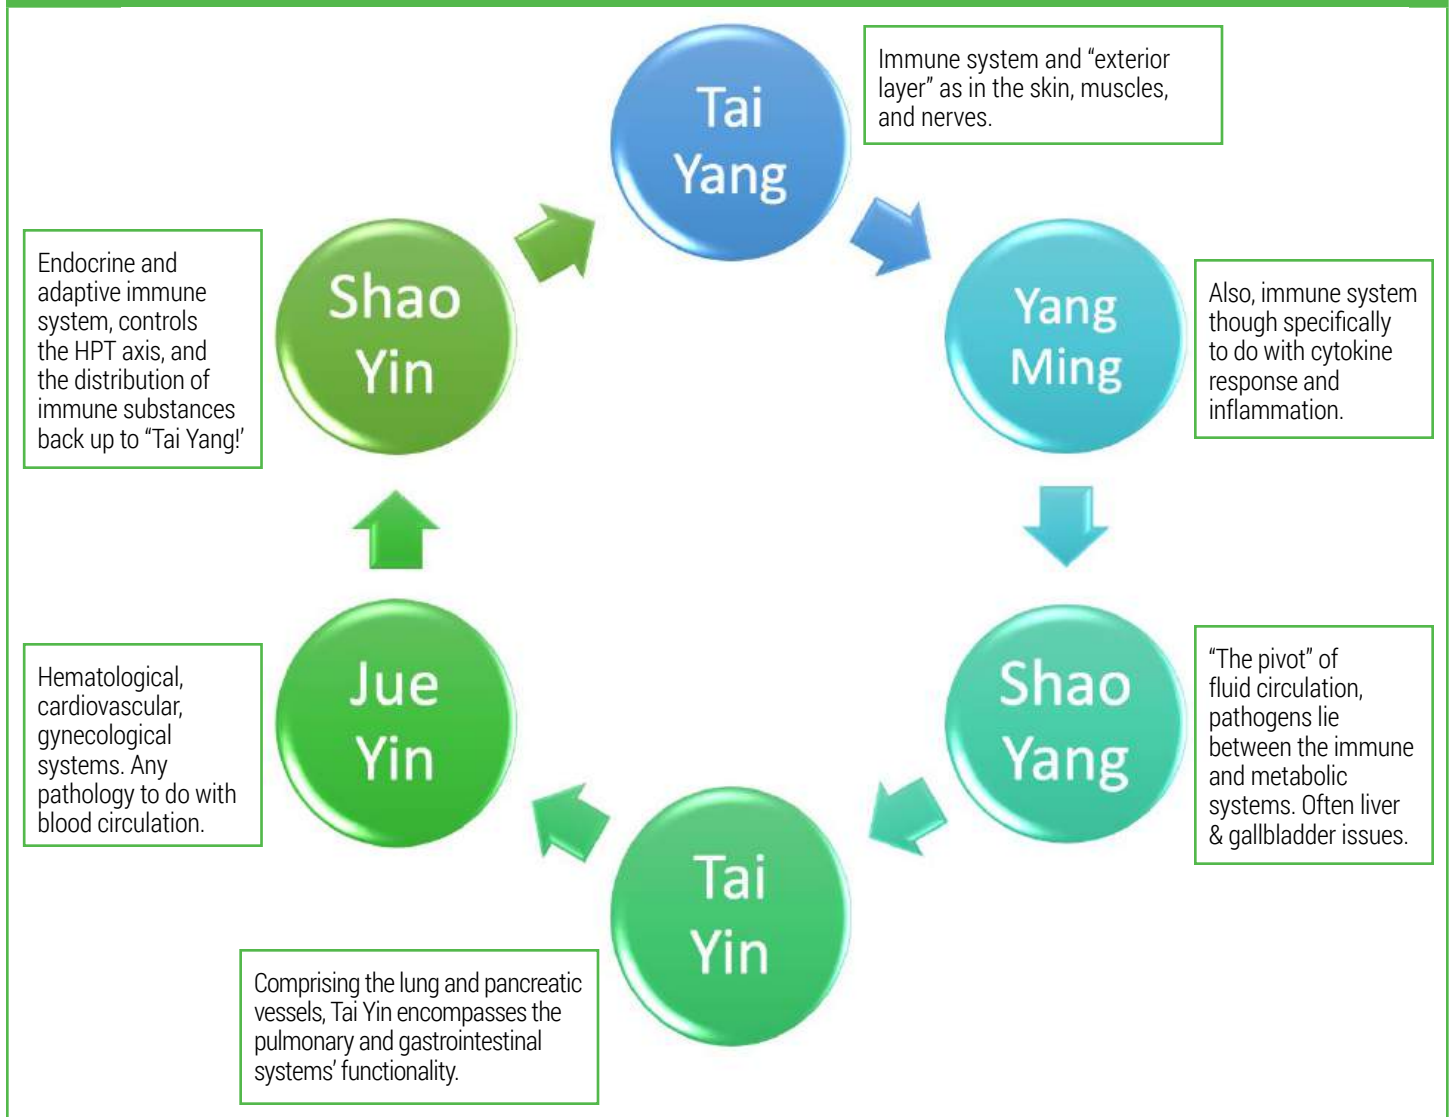 Tai
Yang
Immune system and “exterior
layer” as in the skin, muscles,
and nerves.
Yang
Ming
Also, immune system
though specifically
to do with cytokine
response and
inflammation.
Shao
Yang
“The pivot” of
fluid circulation,
pathogens lie
between the immune
and metabolic
systems. Often liver
& gallbladder issues.
Tai
Yin
Comprising the lung and pancreatic
vessels, Tai Yin encompasses the
pulmonary and gastrointestinal
systems’ functionality.
Jue
Yin
Hematological,
cardiovascular,
gynecological
systems. Any
pathology to do with
blood circulation.
Shao
Yin
Endocrine and
adaptive immune
system, controls
the HPT axis, and
the distribution of
immune substances
back up to “Tai Yang!’